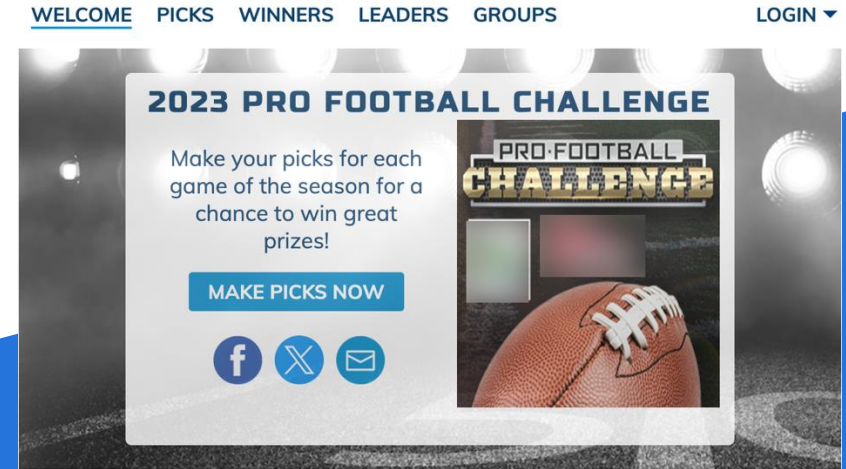 WELCOME PICKS WINNERS LEADERS GROUPS LOGIN
2023 PRO FOOTBALL CHALLENGE
Make your picks for each
game of the season for a
chance to win great
prizes!
MAKE PICKS NOW
PRO·FOOTBALL
CHALLENGE